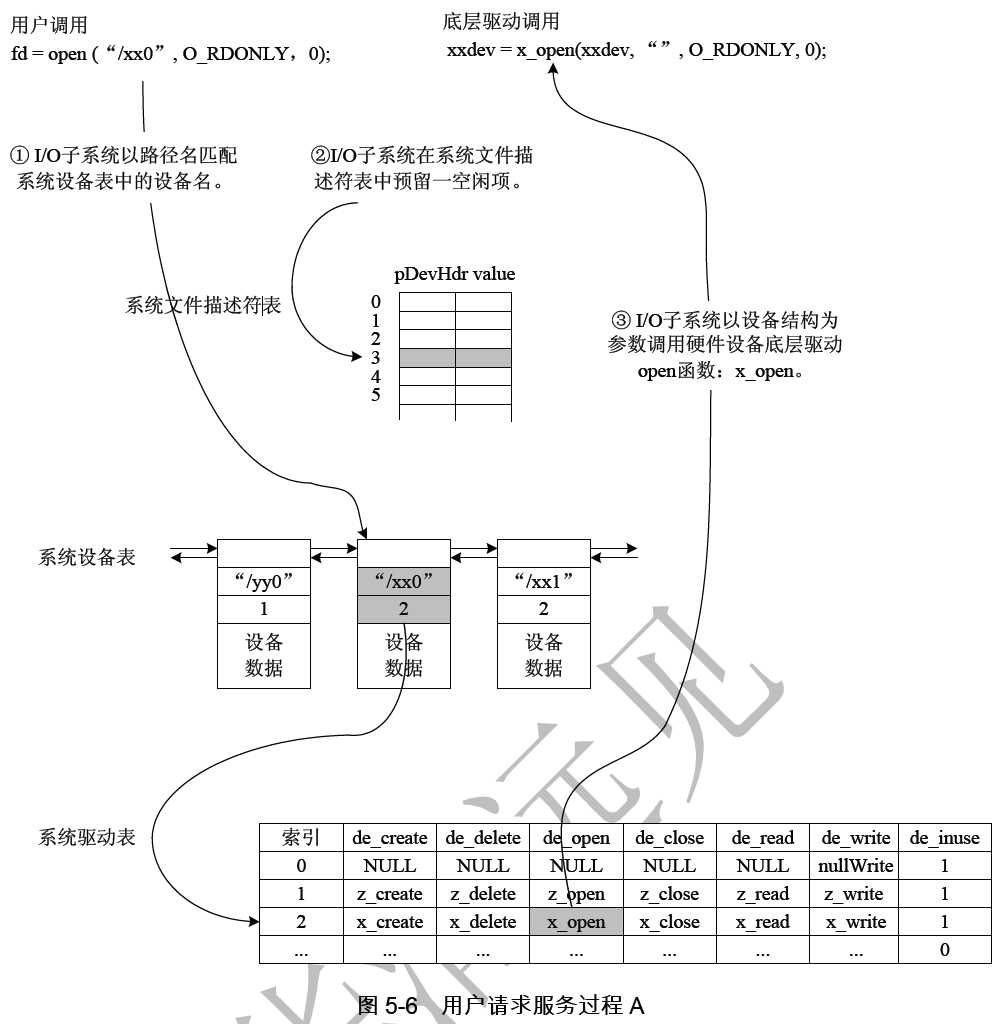 用户调用
fd = open (“/xx0”, O_RDONLY，0);
底层驱动调用
xxdev = x_open(xxdev, “”, O_RDONLY, 0);
① I/O子系统以路径名匹配
系统设备表中的设备名。
②I/O子系统在系统文件描
述符表中预留一空闲项。
pDevHdr value
系统文件描述符表
0
1
2
3
4
5
③ I/O子系统以设备结构为
参数调用硬件设备底层驱动
open函数：x_open。
系统设备表
“/yy0” “/xx0” “/xx1”
1 2 2
设备 设备 设备
数据 数据 数据
系统驱动表
索引 de_create de_delete de_open de_close de_read de_write de_inuse
0 NULL NULL NULL NULL NULL nullWrite 1
1 z_create z_delete z_open z_close z_read z_write 1
2 x_create x_delete x_open x_close x_read x_write 1
... ... ... ... ... ... ... 0
图 5-6 用户请求服务过程 A